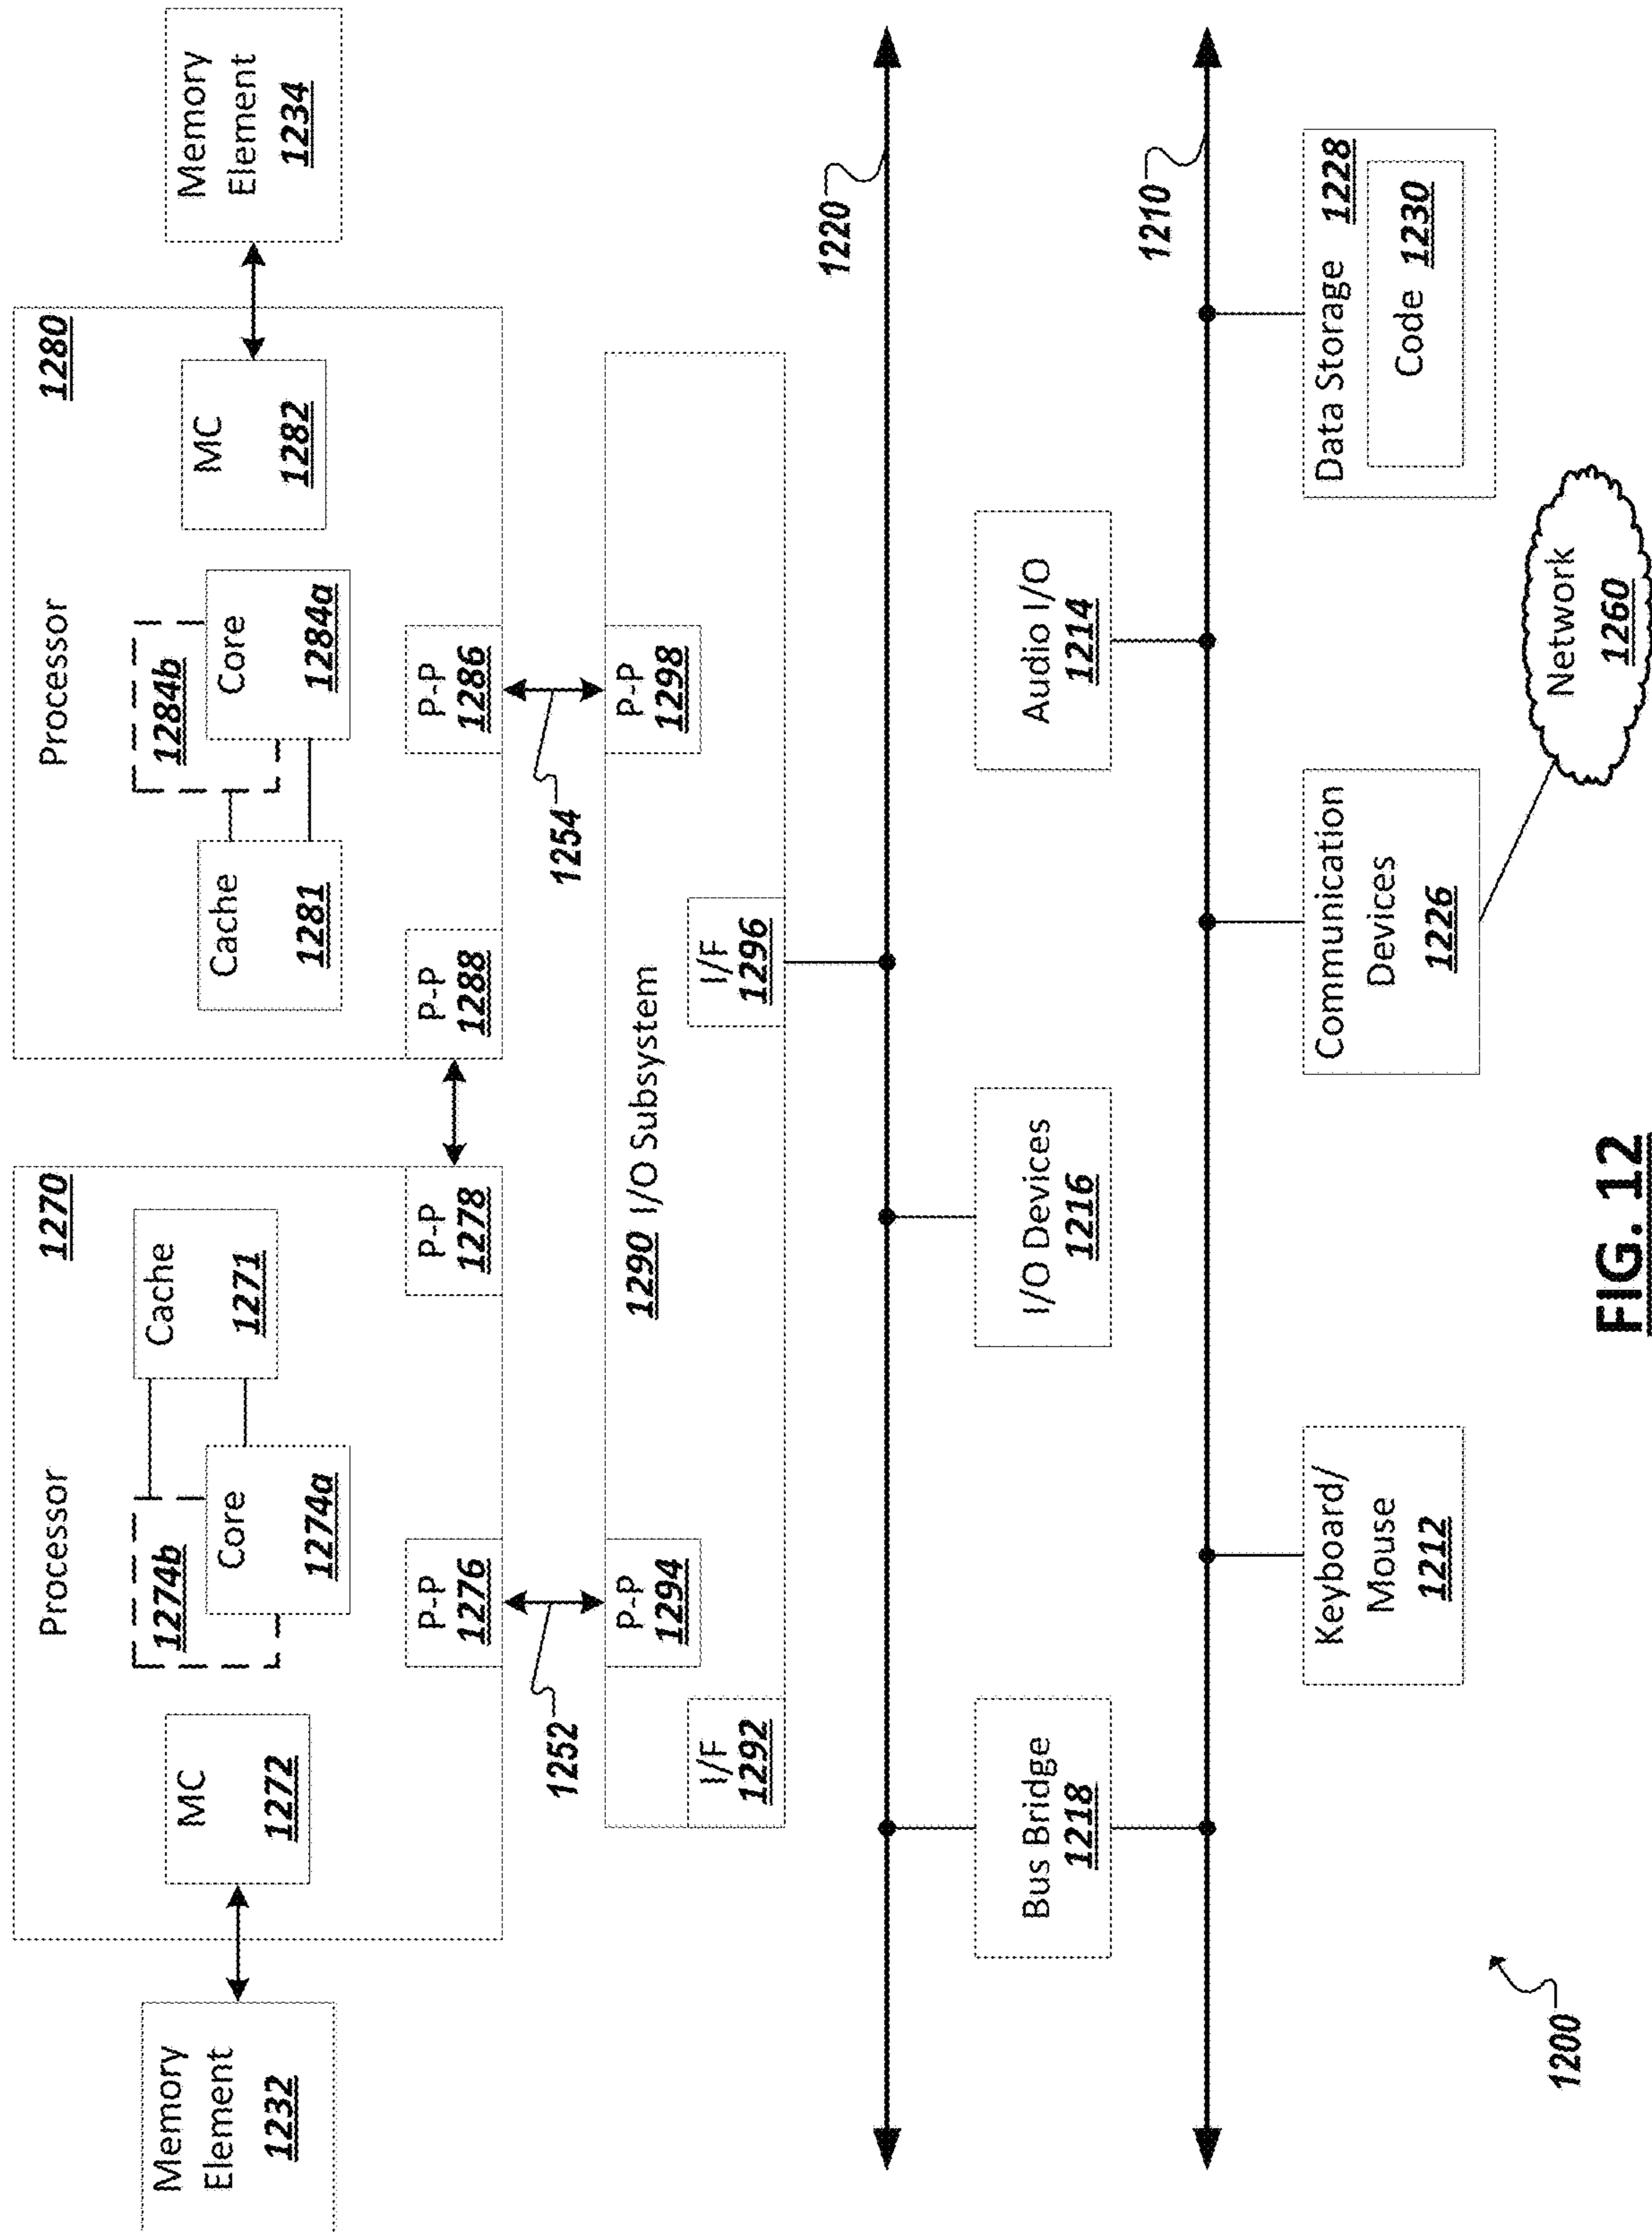 Memory
Element
1232
Processor
1270
MC
1272
1274b
Core
1274a
Cache
1271
P-P
1276
P-P
1278
Processor
1280
Cache
1281
1284b
Core
1284a
MC
1282
P-P
1288
P-P
1286
Memory
Element
1234
1252
1254
I/F
1292
P-P
1294
1290 I/O Subsystem
I/F
1296
P-P
1298
1220
Bus Bridge
1218
I/O Devices
1216
Audio I/O
1214
1210
Keyboard/
Mouse
1212
Communication
Devices
1226
Data Storage 1228
Code 1230
Network
1260
1200
FIG. 12